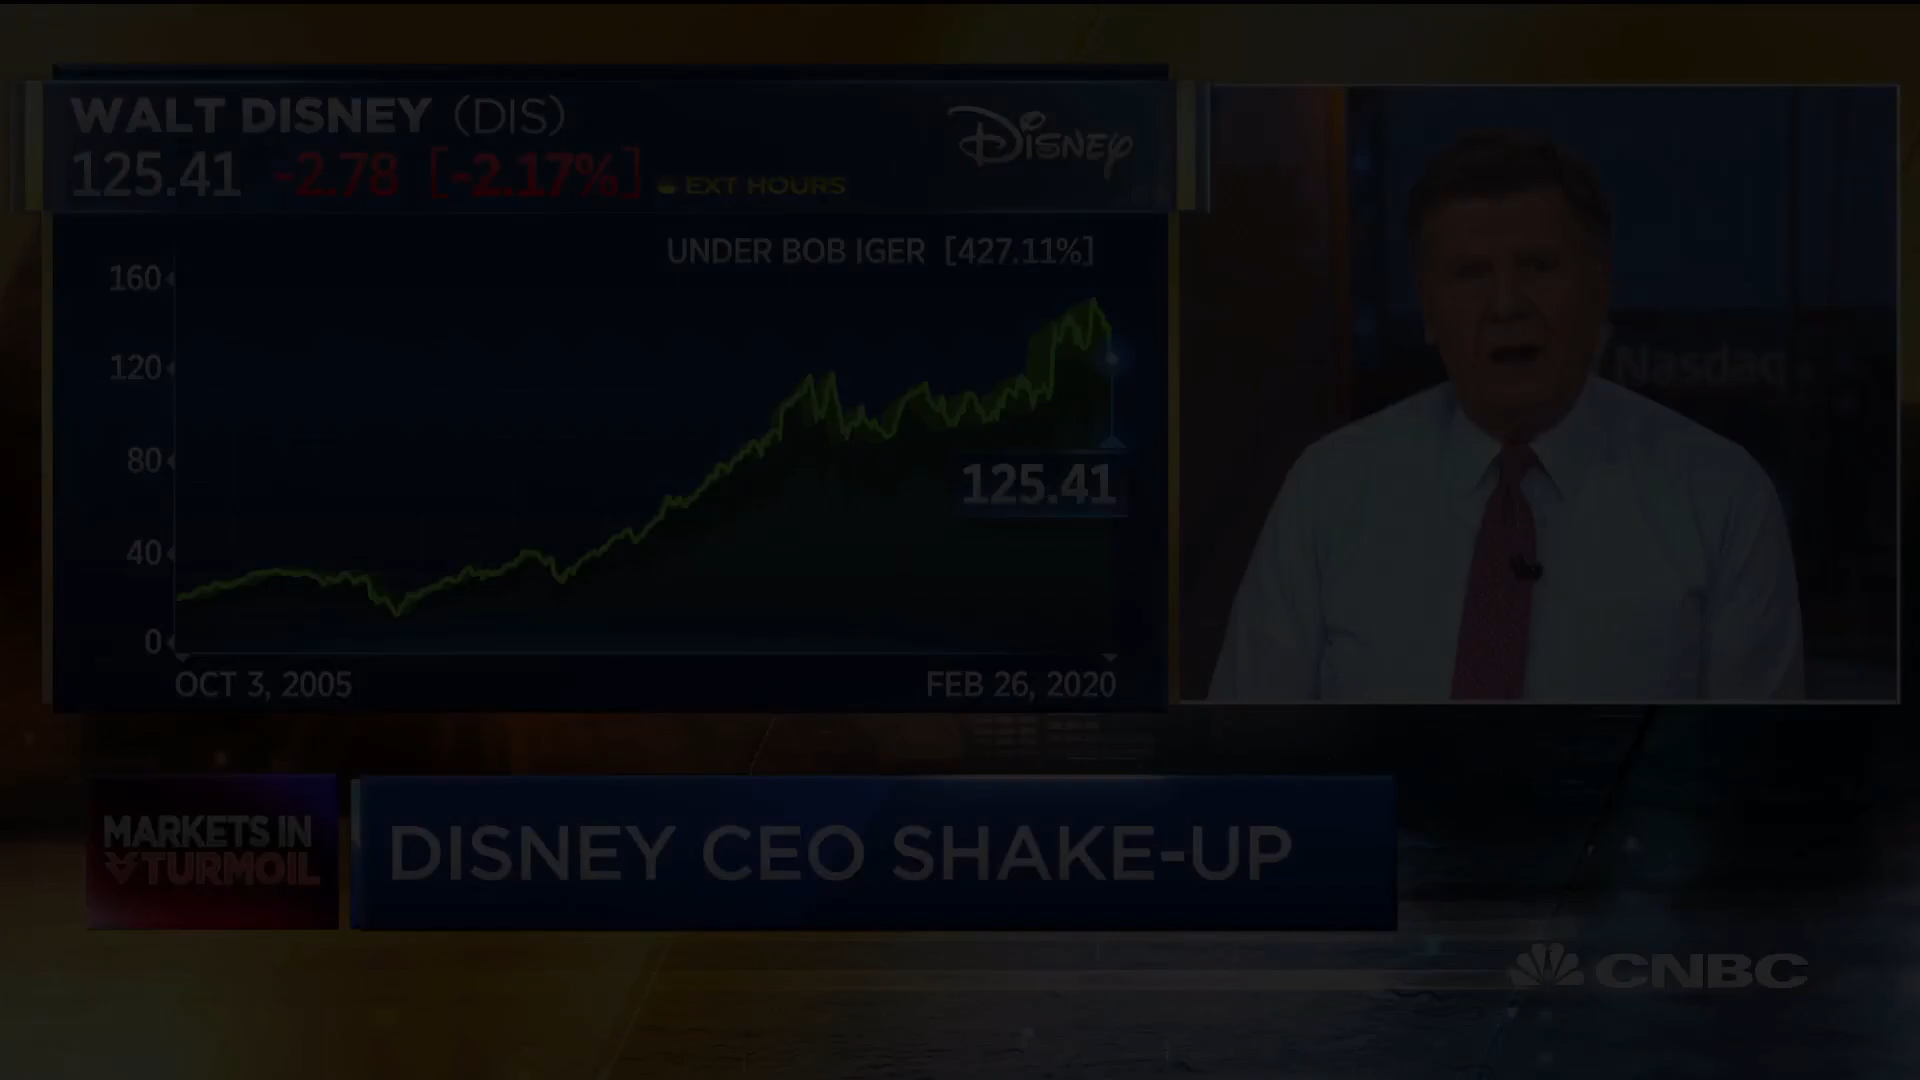 WALT DISNEY (DIS)
125.41 -2.78 [-2.17%] EXT HOURS
DISNEY
UNDER BOB IGER [427.11%]
160
120
80
40
0
125.41
OCT 3, 2005
FEB 26, 2020
Nasdaq
MARKETS IN
TURMOIL
DISNEY CEO SHAKE-UP
CNBC